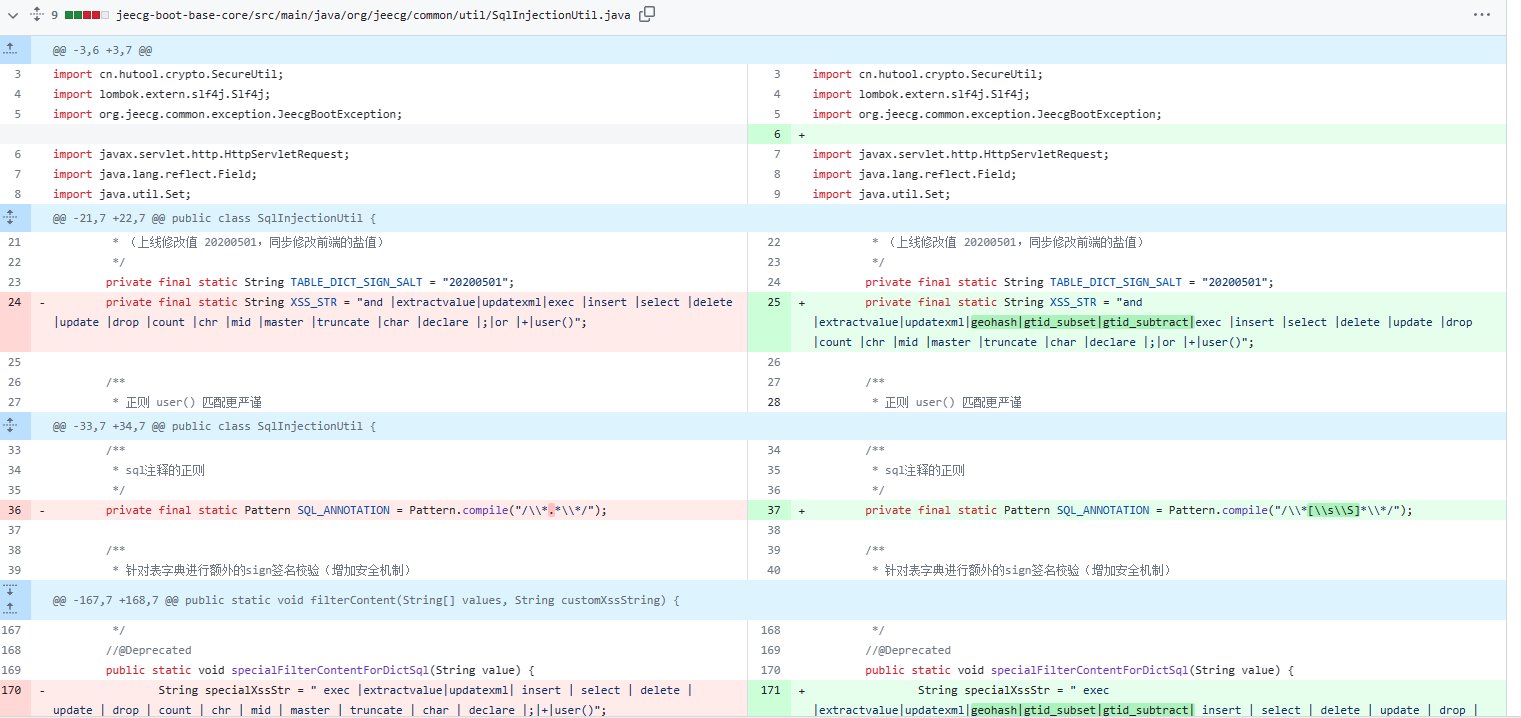 9 jeecg-boot-base-core/src/main/java/org/jeecg/common/util/SqlInjectionUtil.java
@@ -3,6 +3,7 @@
3 import cn.hutool.crypto.SecureUtil; 3 import cn.hutool.crypto.SecureUtil;
4 import lombok.extern.slf4j.Slf4j; 4 import lombok.extern.slf4j.Slf4j;
5 import org.jeecg.common.exception.JeecgBootException; 5 import org.jeecg.common.exception.JeecgBootException;
6 +
6 import javax.servlet.http.HttpServletRequest; 7 import javax.servlet.http.HttpServletRequest;
7 import java.lang.reflect.Field; 8 import java.lang.reflect.Field;
8 import java.util.Set; 9 import java.util.Set;
@@ -21,7 +22,7 @@ public class SqlInjectionUtil {
21 * （上线修改值 20200501，同步修改前端的盐值） 22 * （上线修改值 20200501，同步修改前端的盐值）
22 */ 23 */
23 private final static String TABLE_DICT_SIGN_SALT = "20200501"; 24 private final static String TABLE_DICT_SIGN_SALT = "20200501";
24 - private final static String XSS_STR = "and |extractvalue|updatexml|exec |insert |select |delete 25 + private final static String XSS_STR = "and
|update |drop |count |chr |mid |master |truncate |char |declare |;|or |+|user()"; |extractvalue|updatexml|geohash|gtid_subset|gtid_subtract|exec |insert |select |delete |update |drop
|count |chr |mid |master |truncate |char |declare |;|or |+|user()";
25 26
26 /** 27 /**
27 * 正则 user() 匹配更严谨 28 * 正则 user() 匹配更严谨
@@ -33,7 +34,7 @@ public class SqlInjectionUtil {
33 /** 34 /**
34 * sql注释的正则 35 * sql注释的正则
35 */ 36 */
36 - private final static Pattern SQL_ANNOTATION = Pattern.compile("/\\*.*\\*/"); 37 + private final static Pattern SQL_ANNOTATION = Pattern.compile("/\\*[\\s\\S]*\\*/");
37 38
38 /** 39 /**
39 * 针对表字典进行额外的sign签名校验（增加安全机制） 40 * 针对表字典进行额外的sign签名校验（增加安全机制）
@@ -167,7 +168,7 @@ public static void filterContent(String[] values, String customXssString) {
167 */ 168 */
168 //@Deprecated 169 //@Deprecated
169 public static void specialFilterContentForDictSql(String value) { 170 public static void specialFilterContentForDictSql(String value) {
170 - String specialXssStr = " exec |extractvalue|updatexml| insert | select | delete | 171 + String specialXssStr = " exec
update | drop | count | chr | mid | master | truncate | char | declare |;|+|user()"; |extractvalue|updatexml|geohash|gtid_subset|gtid_subtract| insert | select | delete | update | drop |